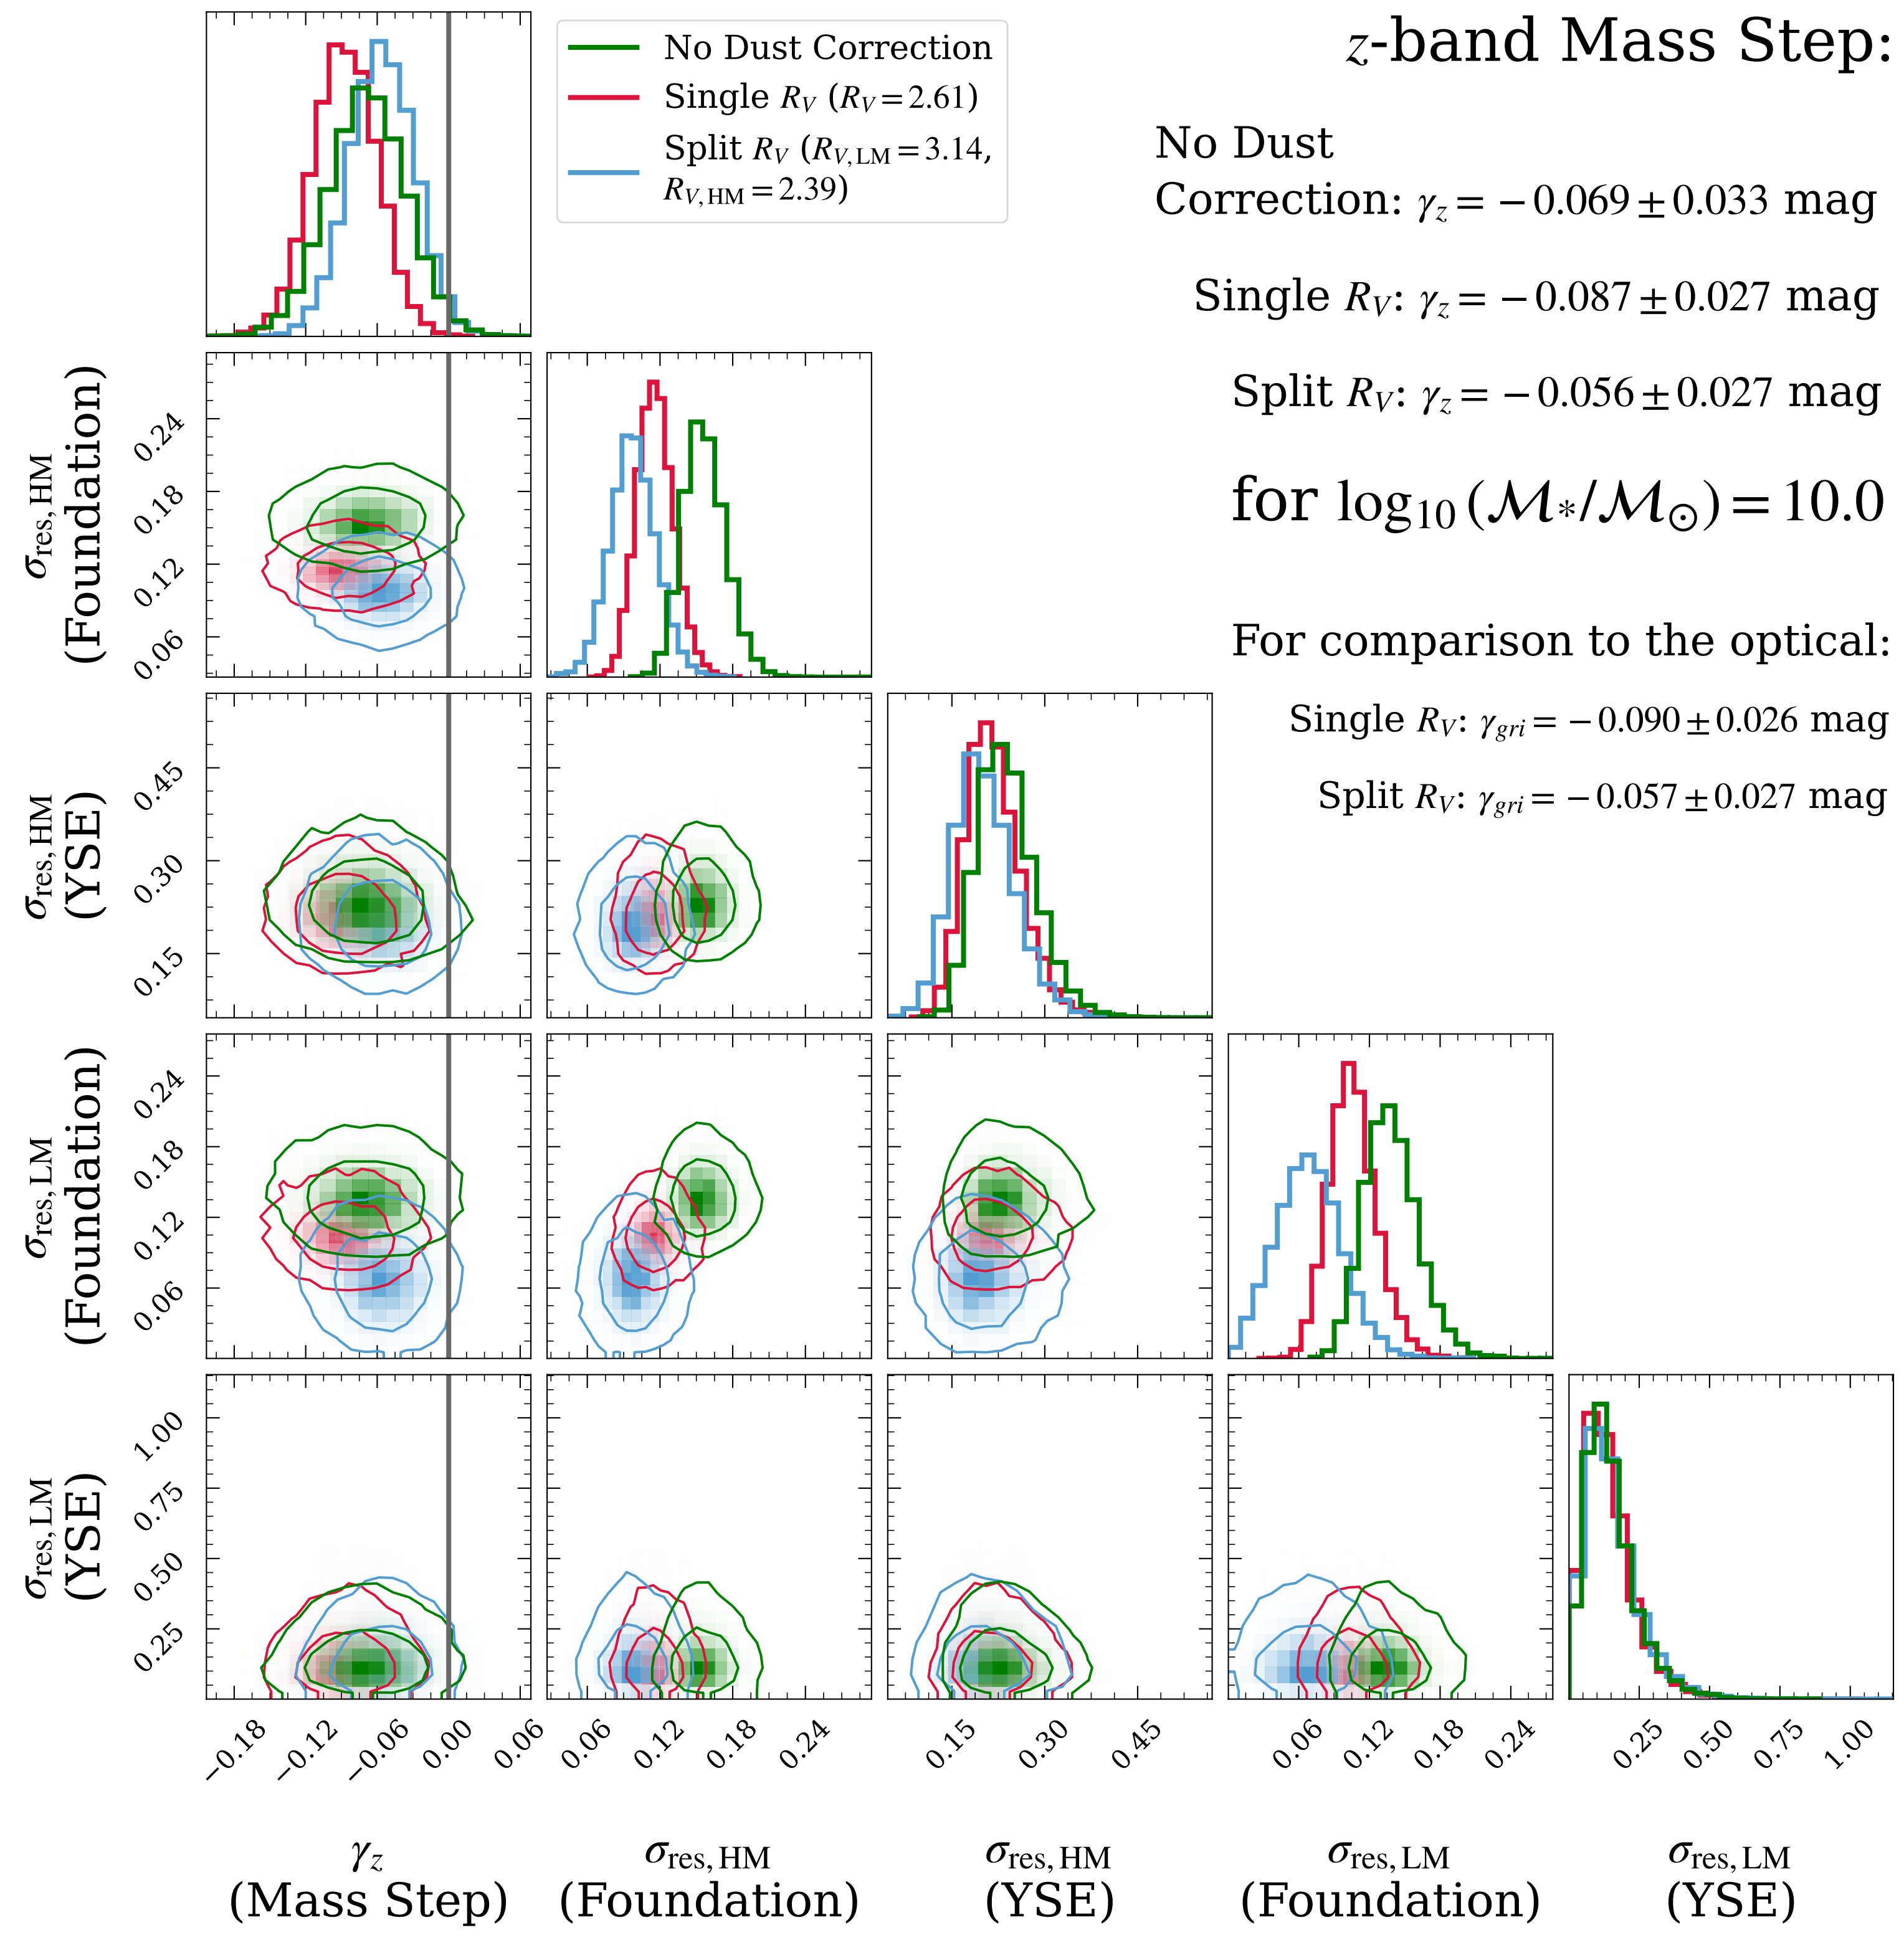 No Dust Correction
Single R_V (R_V = 2.61)
Split R_V (R_V,LM = 3.14,
R_V,HM = 2.39)
z-band Mass Step:
No Dust
Correction: γ_z = −0.069 ± 0.033 mag
Single R_V: γ_z = −0.087 ± 0.027 mag
Split R_V: γ_z = −0.056 ± 0.027 mag
for log₁₀ (ℳ_*/ℳ_⊙) = 10.0
For comparison to the optical:
Single R_V: γ_gri = −0.090 ± 0.026 mag
Split R_V: γ_gri = −0.057 ± 0.027 mag
σ_res,HM
(Foundation)
0.24
0.18
0.12
0.06
σ_res,HM
(YSE)
0.45
0.30
0.15
σ_res,LM
(Foundation)
0.24
0.18
0.12
0.06
σ_res,LM
(YSE)
1.00
0.75
0.50
0.25
−0.18 −0.12 −0.06 0.00 0.06
0.06 0.12 0.18 0.24
0.15 0.30 0.45
0.06 0.12 0.18 0.24
0.25 0.50 0.75 1.00
γ_z
(Mass Step)
σ_res,HM
(Foundation)
σ_res,HM
(YSE)
σ_res,LM
(Foundation)
σ_res,LM
(YSE)